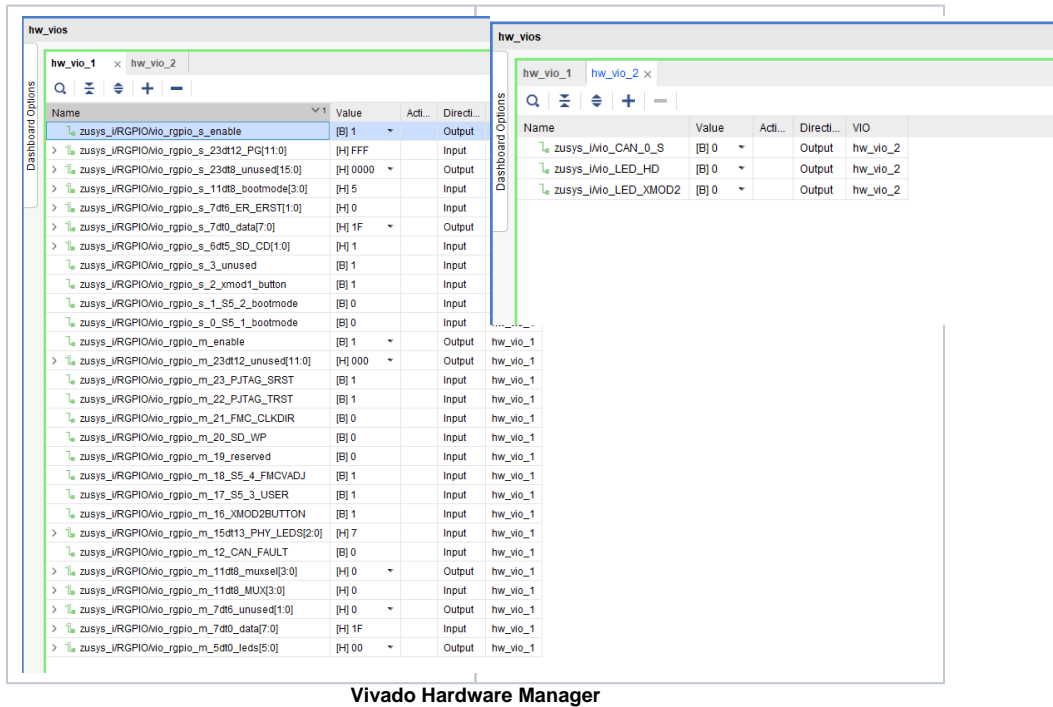 hw_vios
hw_vio_1 × hw_vio_2
Dashboard Options
Name 1 Value Acti... Directi...
zusys_i/RGPIO/vio_rgpio_s_enable [B] 1 Output
> zusys_i/RGPIO/vio_rgpio_s_23dt12_PG[11:0] [H] FFF Input
> zusys_i/RGPIO/vio_rgpio_s_23dt8_unused[15:0] [H] 0000 Output
> zusys_i/RGPIO/vio_rgpio_s_11dt8_bootmode[3:0] [H] 5 Input
> zusys_i/RGPIO/vio_rgpio_s_7dt6_ER_ERST[1:0] [H] 0 Input
> zusys_i/RGPIO/vio_rgpio_s_7dt0_data[7:0] [H] 1F Output
> zusys_i/RGPIO/vio_rgpio_s_6dt5_SD_CD[1:0] [H] 1 Input
zusys_i/RGPIO/vio_rgpio_s_3_unused [B] 1 Input
zusys_i/RGPIO/vio_rgpio_s_2_xmod1_button [B] 1 Input
zusys_i/RGPIO/vio_rgpio_s_1_S5_2_bootmode [B] 0 Input
zusys_i/RGPIO/vio_rgpio_s_0_S5_1_bootmode [B] 0 Input
zusys_i/RGPIO/vio_rgpio_m_enable [B] 1 Output hw_vio_1
> zusys_i/RGPIO/vio_rgpio_m_23dt12_unused[11:0] [H] 000 Output hw_vio_1
zusys_i/RGPIO/vio_rgpio_m_23_PJTAG_SRST [B] 1 Input hw_vio_1
zusys_i/RGPIO/vio_rgpio_m_22_PJTAG_TRST [B] 1 Input hw_vio_1
zusys_i/RGPIO/vio_rgpio_m_21_FMC_CLKDIR [B] 0 Input hw_vio_1
zusys_i/RGPIO/vio_rgpio_m_20_SD_WP [B] 0 Input hw_vio_1
zusys_i/RGPIO/vio_rgpio_m_19_reserved [B] 0 Input hw_vio_1
zusys_i/RGPIO/vio_rgpio_m_18_S5_4_FMCVADJ [B] 1 Input hw_vio_1
zusys_i/RGPIO/vio_rgpio_m_17_S5_3_USER [B] 1 Input hw_vio_1
zusys_i/RGPIO/vio_rgpio_m_16_XMOD2BUTTON [B] 1 Input hw_vio_1
> zusys_i/RGPIO/vio_rgpio_m_15dt13_PHY_LEDS[2:0] [H] 7 Input hw_vio_1
zusys_i/RGPIO/vio_rgpio_m_12_CAN_FAULT [B] 0 Input hw_vio_1
> zusys_i/RGPIO/vio_rgpio_m_11dt8_muxsel[3:0] [H] 0 Output hw_vio_1
> zusys_i/RGPIO/vio_rgpio_m_11dt8_MUX[3:0] [H] 0 Input hw_vio_1
> zusys_i/RGPIO/vio_rgpio_m_7dt6_unused[1:0] [H] 0 Output hw_vio_1
> zusys_i/RGPIO/vio_rgpio_m_7dt0_data[7:0] [H] 1F Input hw_vio_1
> zusys_i/RGPIO/vio_rgpio_m_5dt0_leds[5:0] [H] 00 Output hw_vio_1
hw_vios
hw_vio_1 hw_vio_2 ×
Dashboard Options
Name Value Acti... Directi... VIO
zusys_i/vio_CAN_0_S [B] 0 Output hw_vio_2
zusys_i/vio_LED_HD [B] 0 Output hw_vio_2
zusys_i/vio_LED_XMOD2 [B] 0 Output hw_vio_2
Vivado Hardware Manager